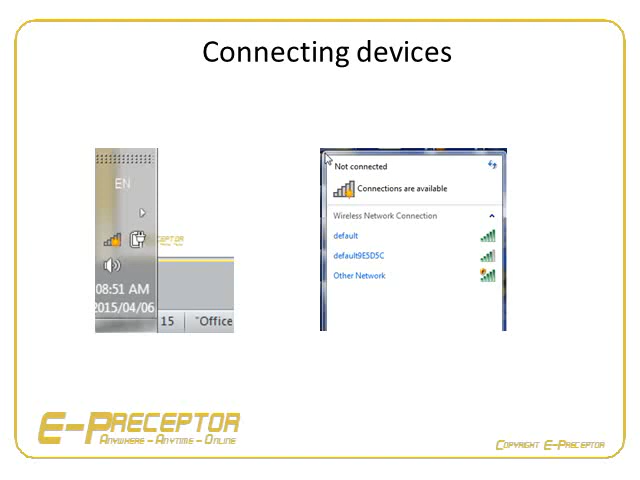 Connecting devices
EN
08:51 AM
2015/04/06
15
"Office
Not connected
Connections are available
Wireless Network Connection
default
default9E5D5C
Other Network
E-Preceptor
Anywhere – Anytime – Online
Copyright E-Preceptor